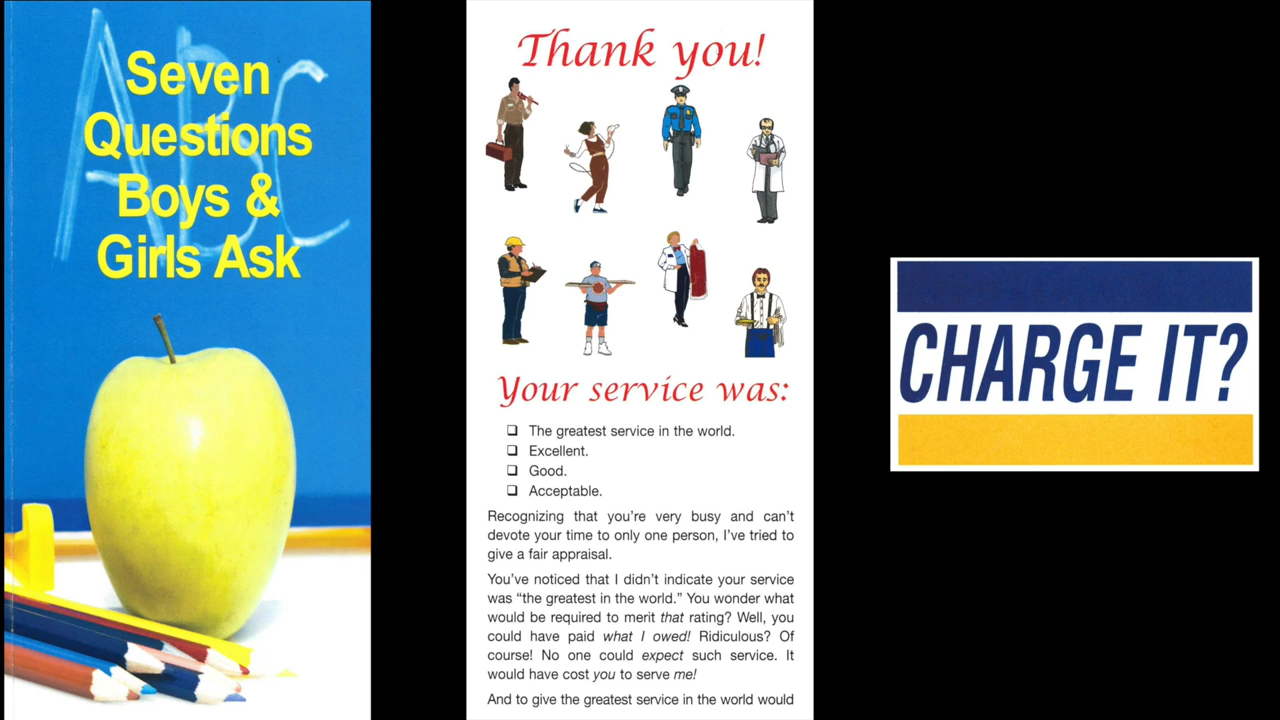 ABC
Seven
Questions
Boys &
Girls Ask
Thank you!
Your service was:
❑ The greatest service in the world.
❑ Excellent.
❑ Good.
❑ Acceptable.
Recognizing that you're very busy and can't
devote your time to only one person, I've tried to
give a fair appraisal.
You've noticed that I didn't indicate your service
was “the greatest in the world.” You wonder what
would be required to merit that rating? Well, you
could have paid what I owed! Ridiculous? Of
course! No one could expect such service. It
would have cost you to serve me!
And to give the greatest service in the world would
CHARGE IT?